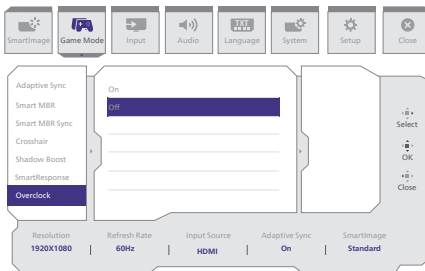 SmartImage
Game Mode
Input
Audio
TXT
Language
System
Setup
Close
Adaptive Sync
Smart MBR
Smart MBR Sync
Crosshair
Shadow Boost
SmartResponse
Overclock
On
Off
Select
OK
Close
Resolution Refresh Rate Input Source Adaptive Sync SmartImage
1920X1080 60Hz HMDI On Standard